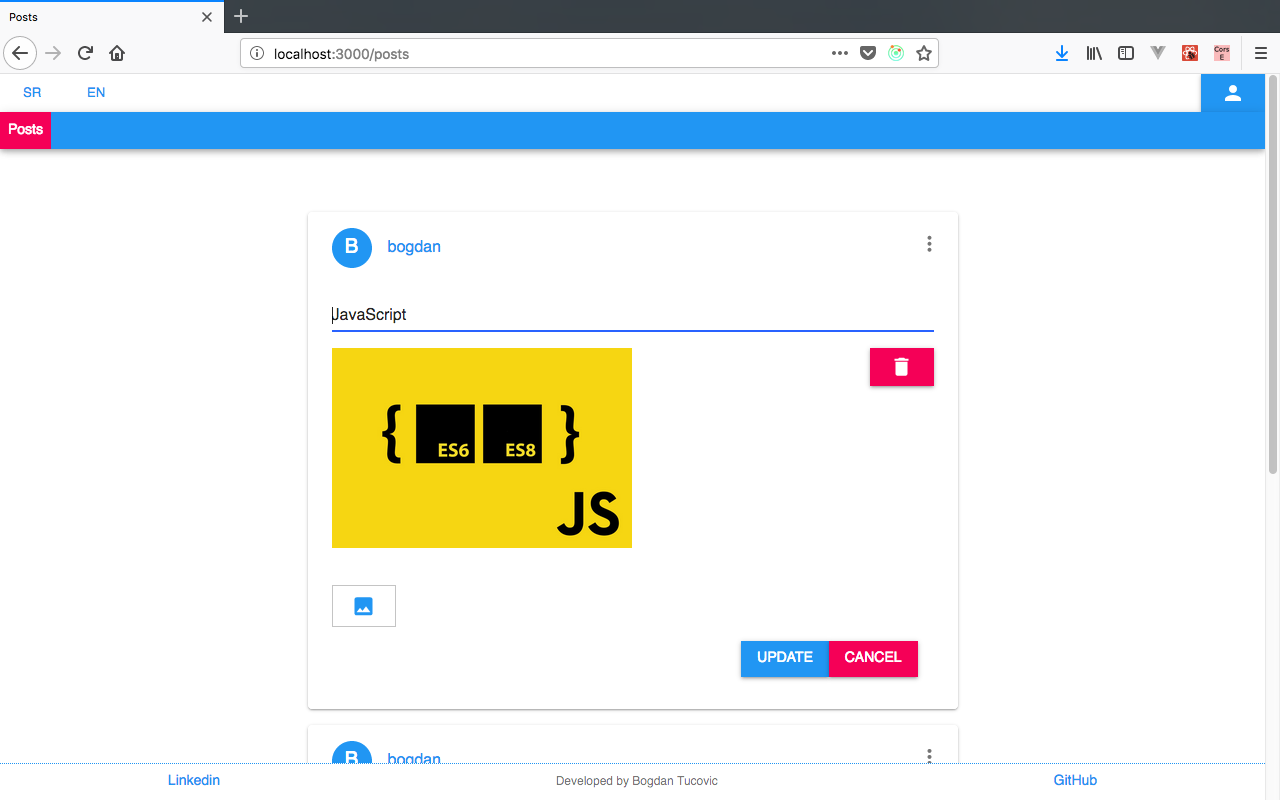 Posts
localhost:3000/posts
Cors
E
SR EN
Posts
B bogdan
JavaScript
{ ES6 ES8 }
JS
UPDATE CANCEL
B bogdan
Linkedin Developed by Bogdan Tucovic GitHub